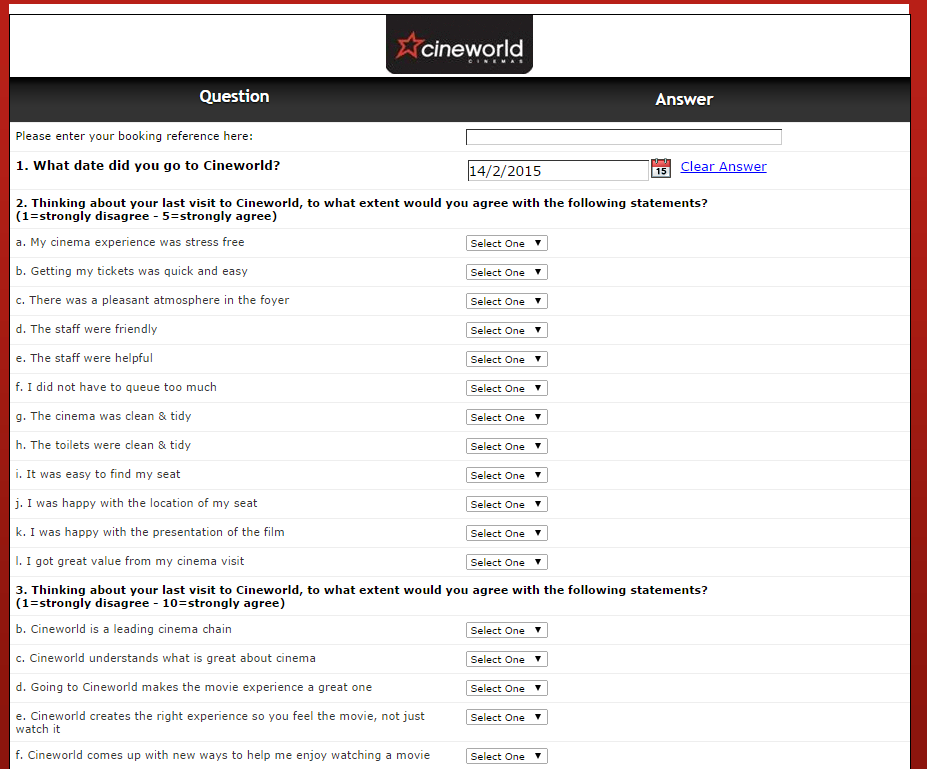 cineworld
CINEMAS
Question Answer
Please enter your booking reference here:
1. What date did you go to Cineworld? 14/2/2015 15 Clear Answer
2. Thinking about your last visit to Cineworld, to what extent would you agree with the following statements?
(1=strongly disagree - 5=strongly agree)
a. My cinema experience was stress free Select One
b. Getting my tickets was quick and easy Select One
c. There was a pleasant atmosphere in the foyer Select One
d. The staff were friendly Select One
e. The staff were helpful Select One
f. I did not have to queue too much Select One
g. The cinema was clean & tidy Select One
h. The toilets were clean & tidy Select One
i. It was easy to find my seat Select One
j. I was happy with the location of my seat Select One
k. I was happy with the presentation of the film Select One
l. I got great value from my cinema visit Select One
3. Thinking about your last visit to Cineworld, to what extent would you agree with the following statements?
(1=strongly disagree - 10=strongly agree)
b. Cineworld is a leading cinema chain Select One
c. Cineworld understands what is great about cinema Select One
d. Going to Cineworld makes the movie experience a great one Select One
e. Cineworld creates the right experience so you feel the movie, not just Select One
watch it
f. Cineworld comes up with new ways to help me enjoy watching a movie Select One